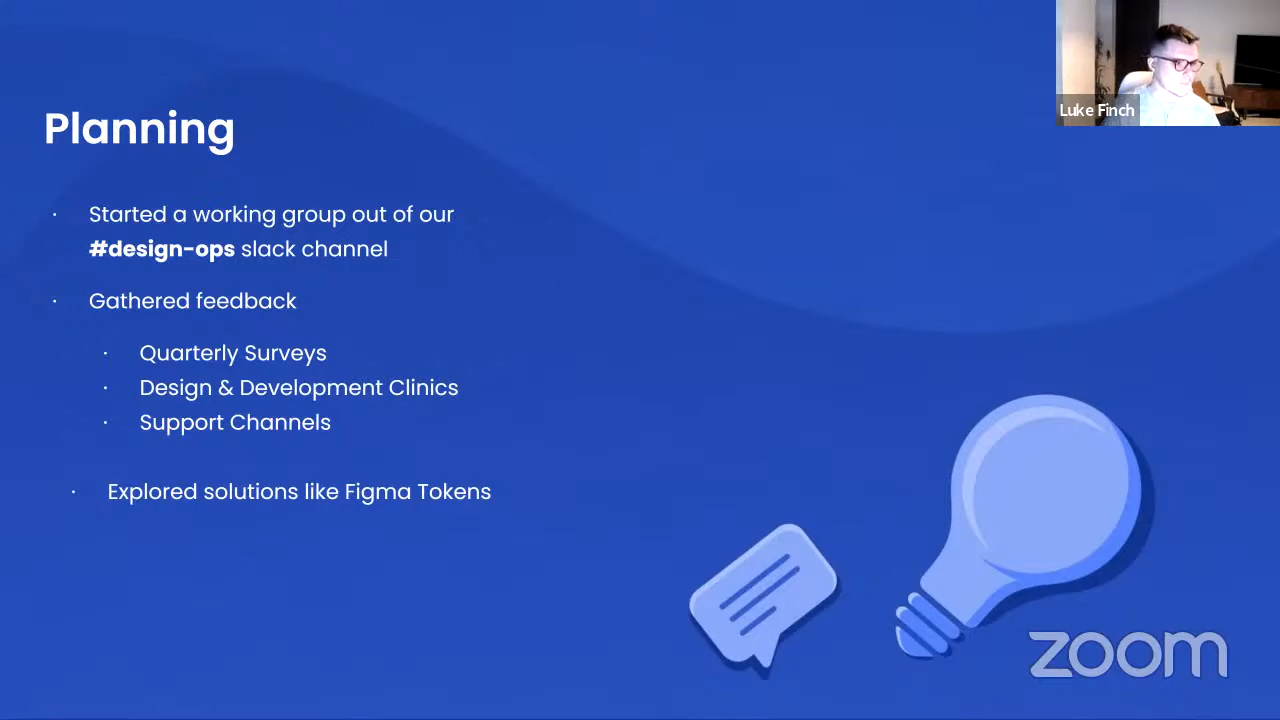 Luke Finch
Planning
· Started a working group out of our
#design-ops slack channel
· Gathered feedback
· Quarterly Surveys
· Design & Development Clinics
· Support Channels
· Explored solutions like Figma Tokens
zoom